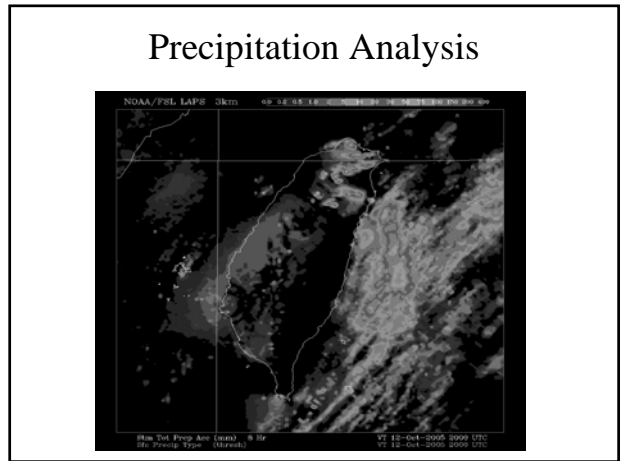 Precipitation Analysis
NOAA/FSL LAPS 3km
Stm Tot Prcp Acc (mm) 8 Hr VT 12-Oct-2005 2000 UTC
Sfc Precip Type (thresh) VT 12-Oct-2005 2000 UTC